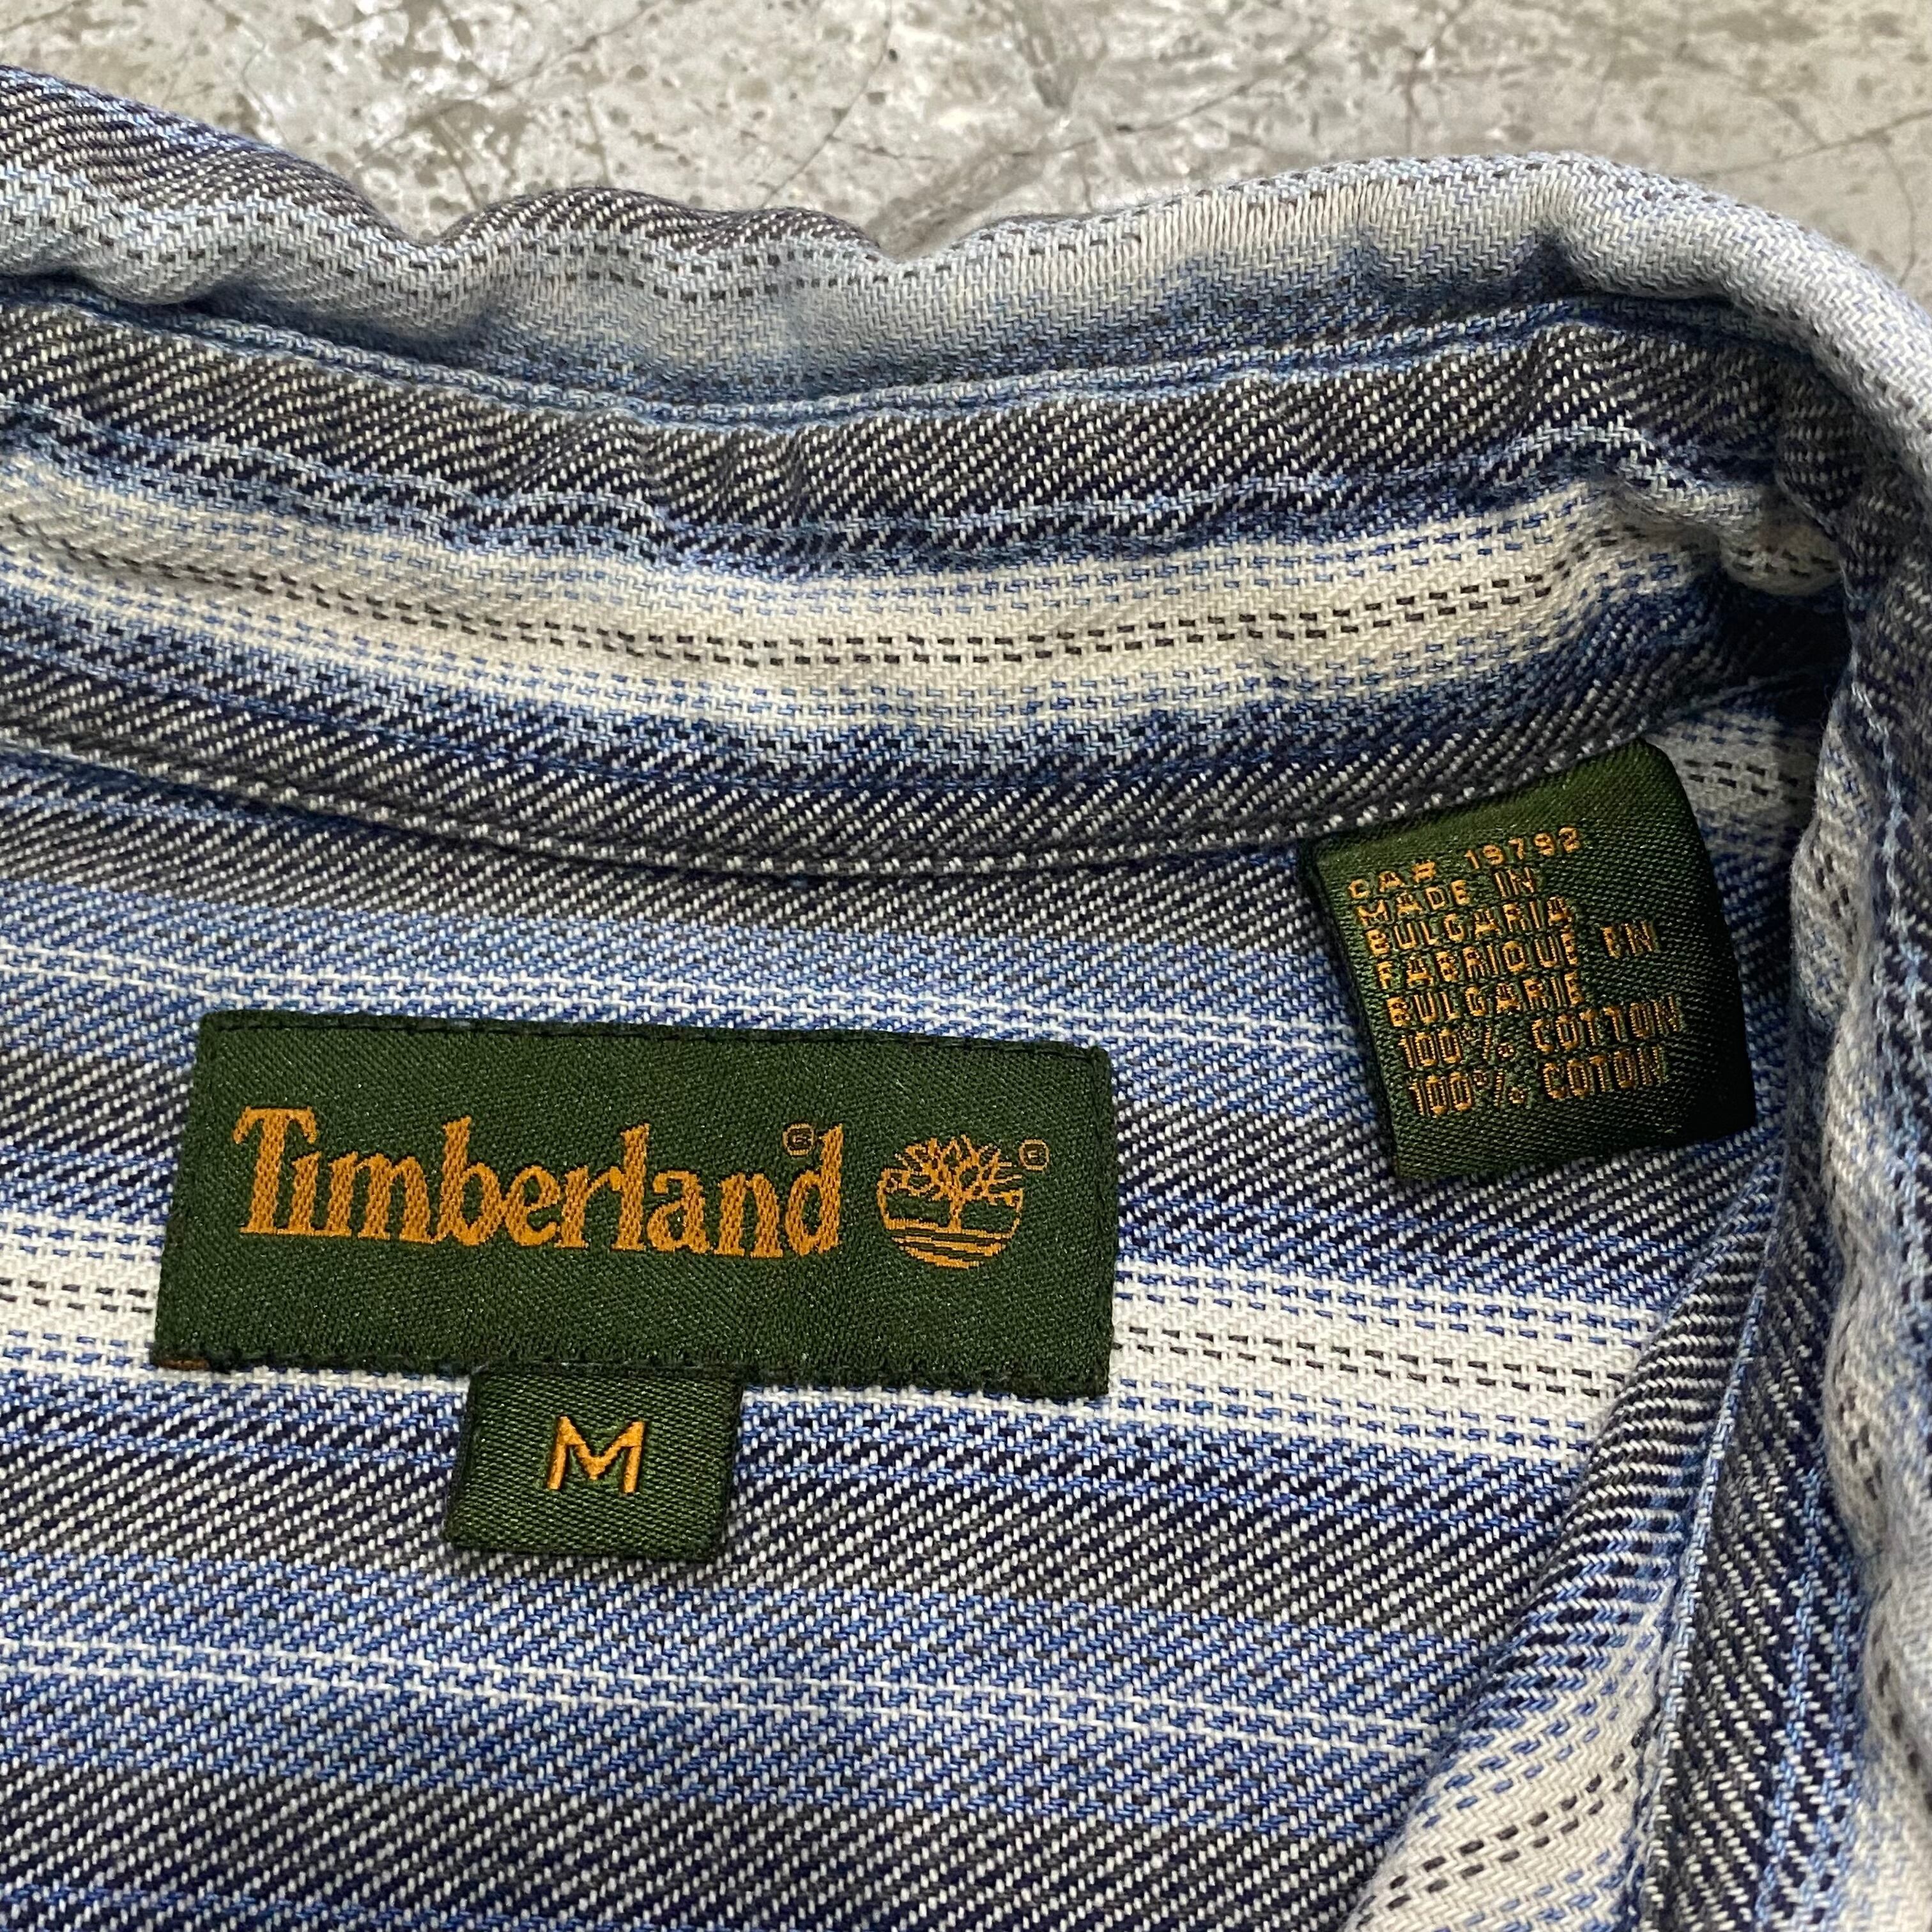 CA# 19792
MADE IN
BULGARIA
FABRIQUE EN
BULGARIE
100% COTTON
100% COTON
Timberland® ®
M